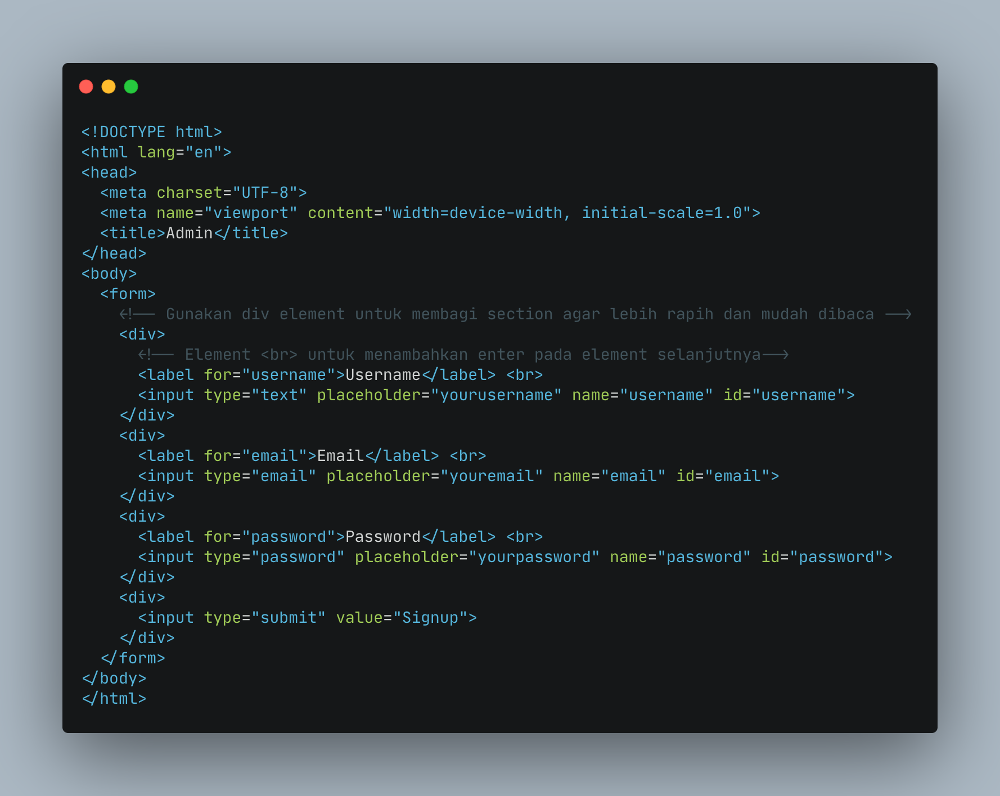 <!DOCTYPE html>
<html lang="en">
<head>
  <meta charset="UTF-8">
  <meta name="viewport" content="width=device-width, initial-scale=1.0">
  <title>Admin</title>
</head>
<body>
  <form>
    <!-- Gunakan div element untuk membagi section agar lebih rapih dan mudah dibaca -->
    <div>
      <!-- Element <br> untuk menambahkan enter pada element selanjutnya-->
      <label for="username">Username</label> <br>
      <input type="text" placeholder="yourusername" name="username" id="username">
    </div>
    <div>
      <label for="email">Email</label> <br>
      <input type="email" placeholder="youremail" name="email" id="email">
    </div>
    <div>
      <label for="password">Password</label> <br>
      <input type="password" placeholder="yourpassword" name="password" id="password">
    </div>
    <div>
      <input type="submit" value="Signup">
    </div>
  </form>
</body>
</html>